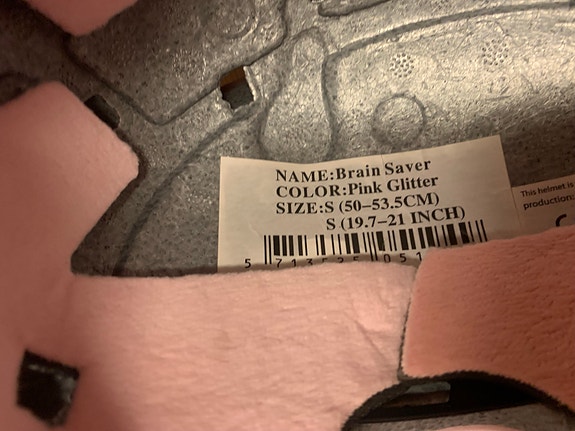 NAME:Brain Saver
COLOR:Pink Glitter
SIZE:S (50–53.5CM)
S (19.7–21 INCH)
This helmet is
production: